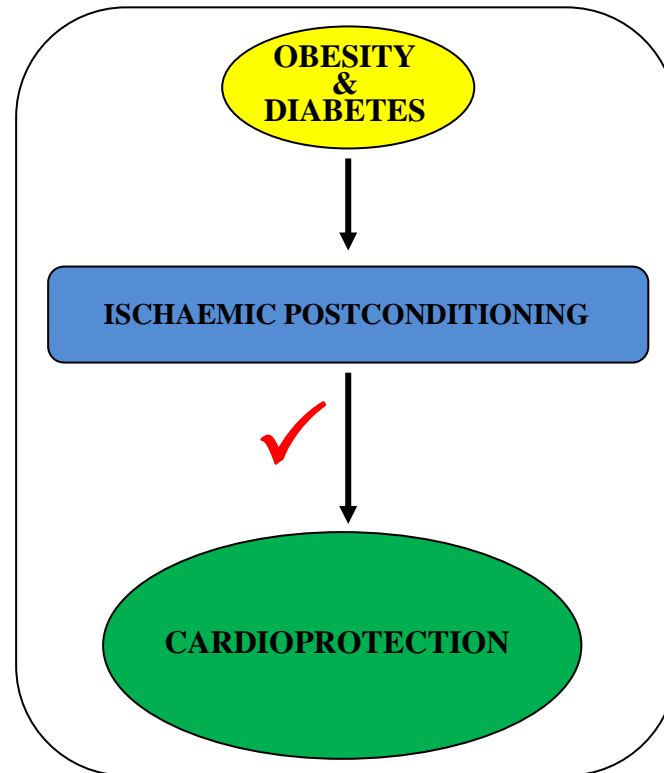 OBESITY
&
DIABETES
ISCHAEMIC POSTCONDITIONING
CARDIOPROTECTION